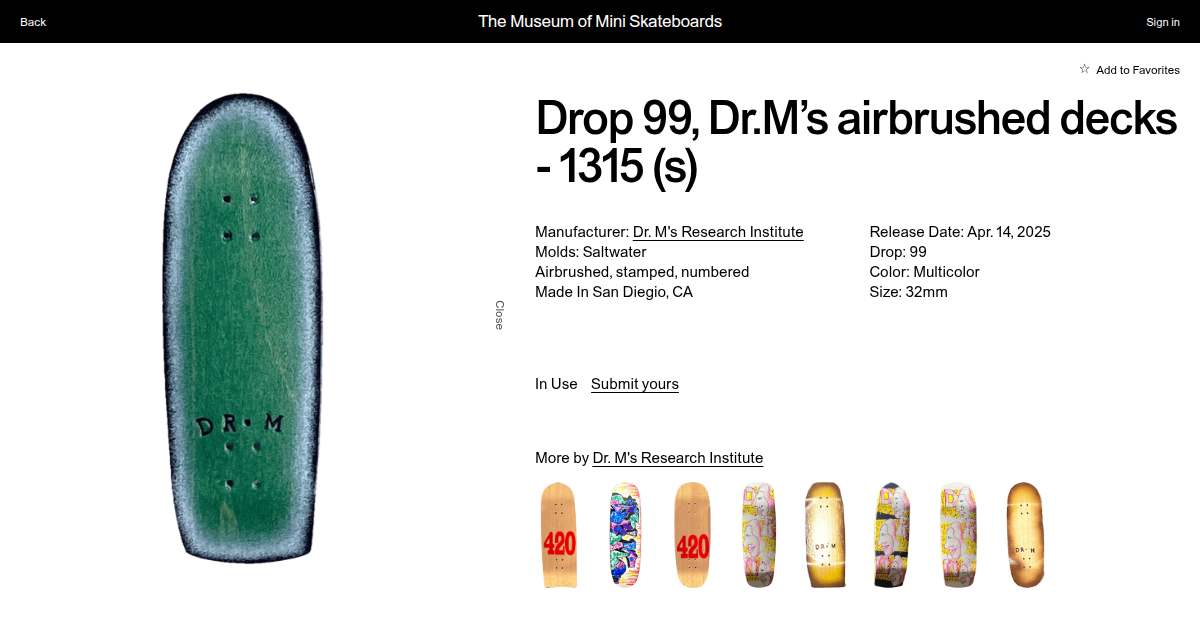 Back
The Museum of Mini Skateboards
Sign in
☆ Add to Favorites
Drop 99, Dr.M’s airbrushed decks
- 1315 (s)
Manufacturer: Dr. M's Research Institute
Molds: Saltwater
Airbrushed, stamped, numbered
Made In San Diegio, CA
Release Date: Apr. 14, 2025
Drop: 99
Color: Multicolor
Size: 32mm
Close
DR•M
In Use
Submit yours
More by Dr. M's Research Institute
420
420
DR•M
DR•M